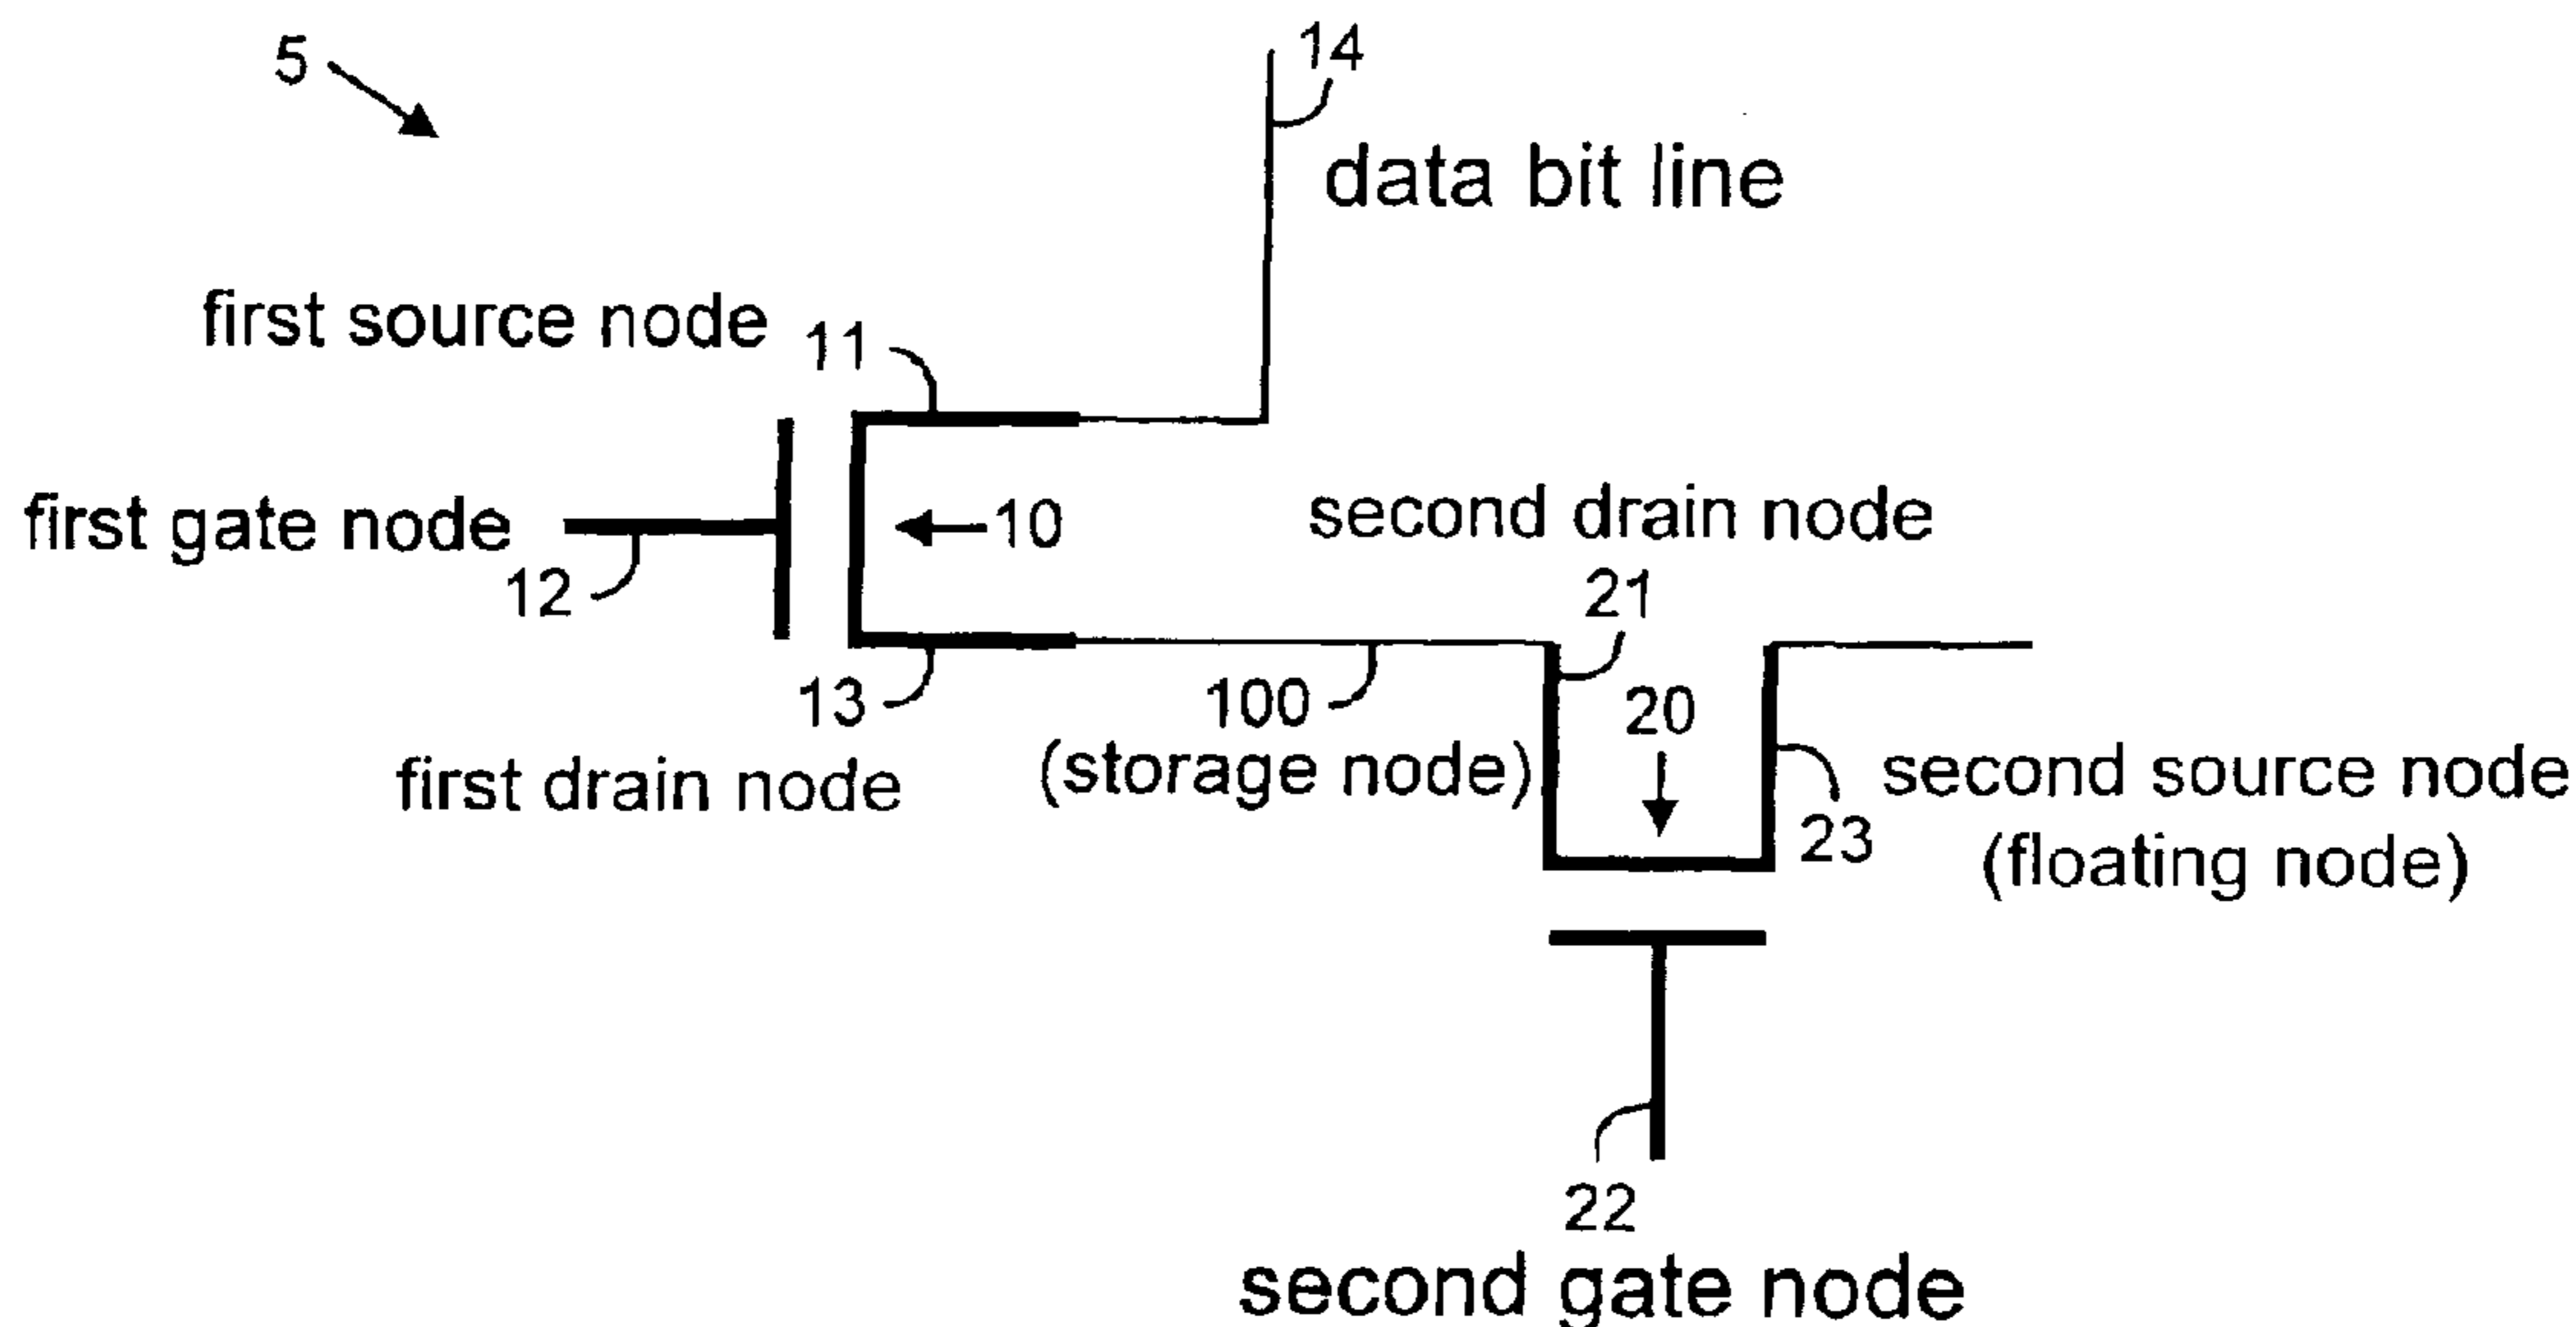 5
14
data bit line
first source node
11
first gate node
12
10
second drain node
21
13
first drain node
100
(storage node)
20
23
second source node
(floating node)
22
second gate node